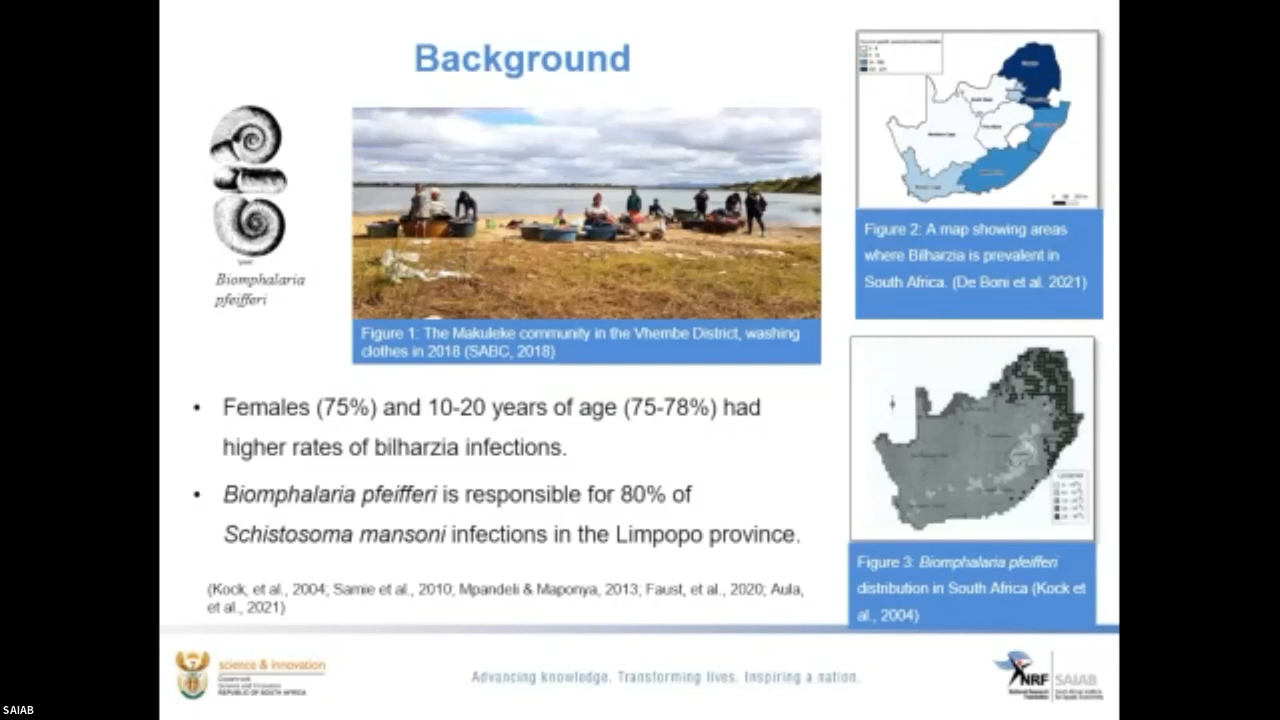 Background
Biomphalaria
pfeifferi
Figure 1: The Makuleke community in the Vhembe District, washing
clothes in 2018 (SABC, 2018)
Figure 2: A map showing areas
where Bilharzia is prevalent in
South Africa. (De Boni et al. 2021)
• Females (75%) and 10-20 years of age (75-78%) had
higher rates of bilharzia infections.
• Biomphalaria pfeifferi is responsible for 80% of
Schistosoma mansoni infections in the Limpopo province.
(Kock, et al., 2004; Samie et al., 2010; Mpandeli & Maponya, 2013; Faust, et al., 2020; Aula,
et al., 2021)
Figure 3: Biomphalaria pfeifferi
distribution in South Africa (Kock et
al., 2004)
science & innovation
Department:
Science and Innovation
REPUBLIC OF SOUTH AFRICA
Advancing knowledge. Transforming lives. Inspiring a nation.
NRF
National Research
Foundation
SAIAB
SAIAB